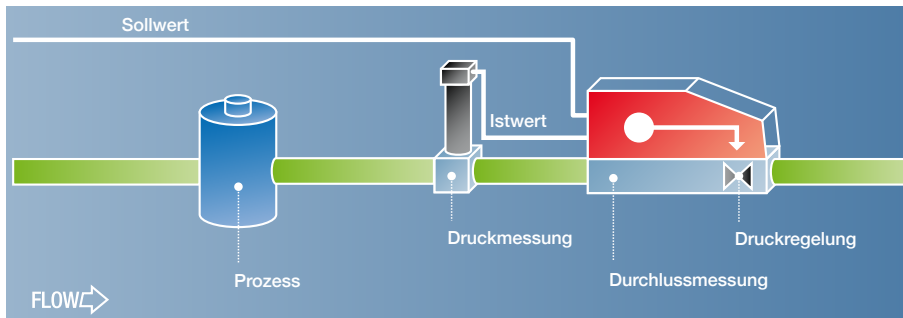 Sollwert
Istwert
Druckmessung
Druckregelung
Prozess
Durchlussmessung
FLOW